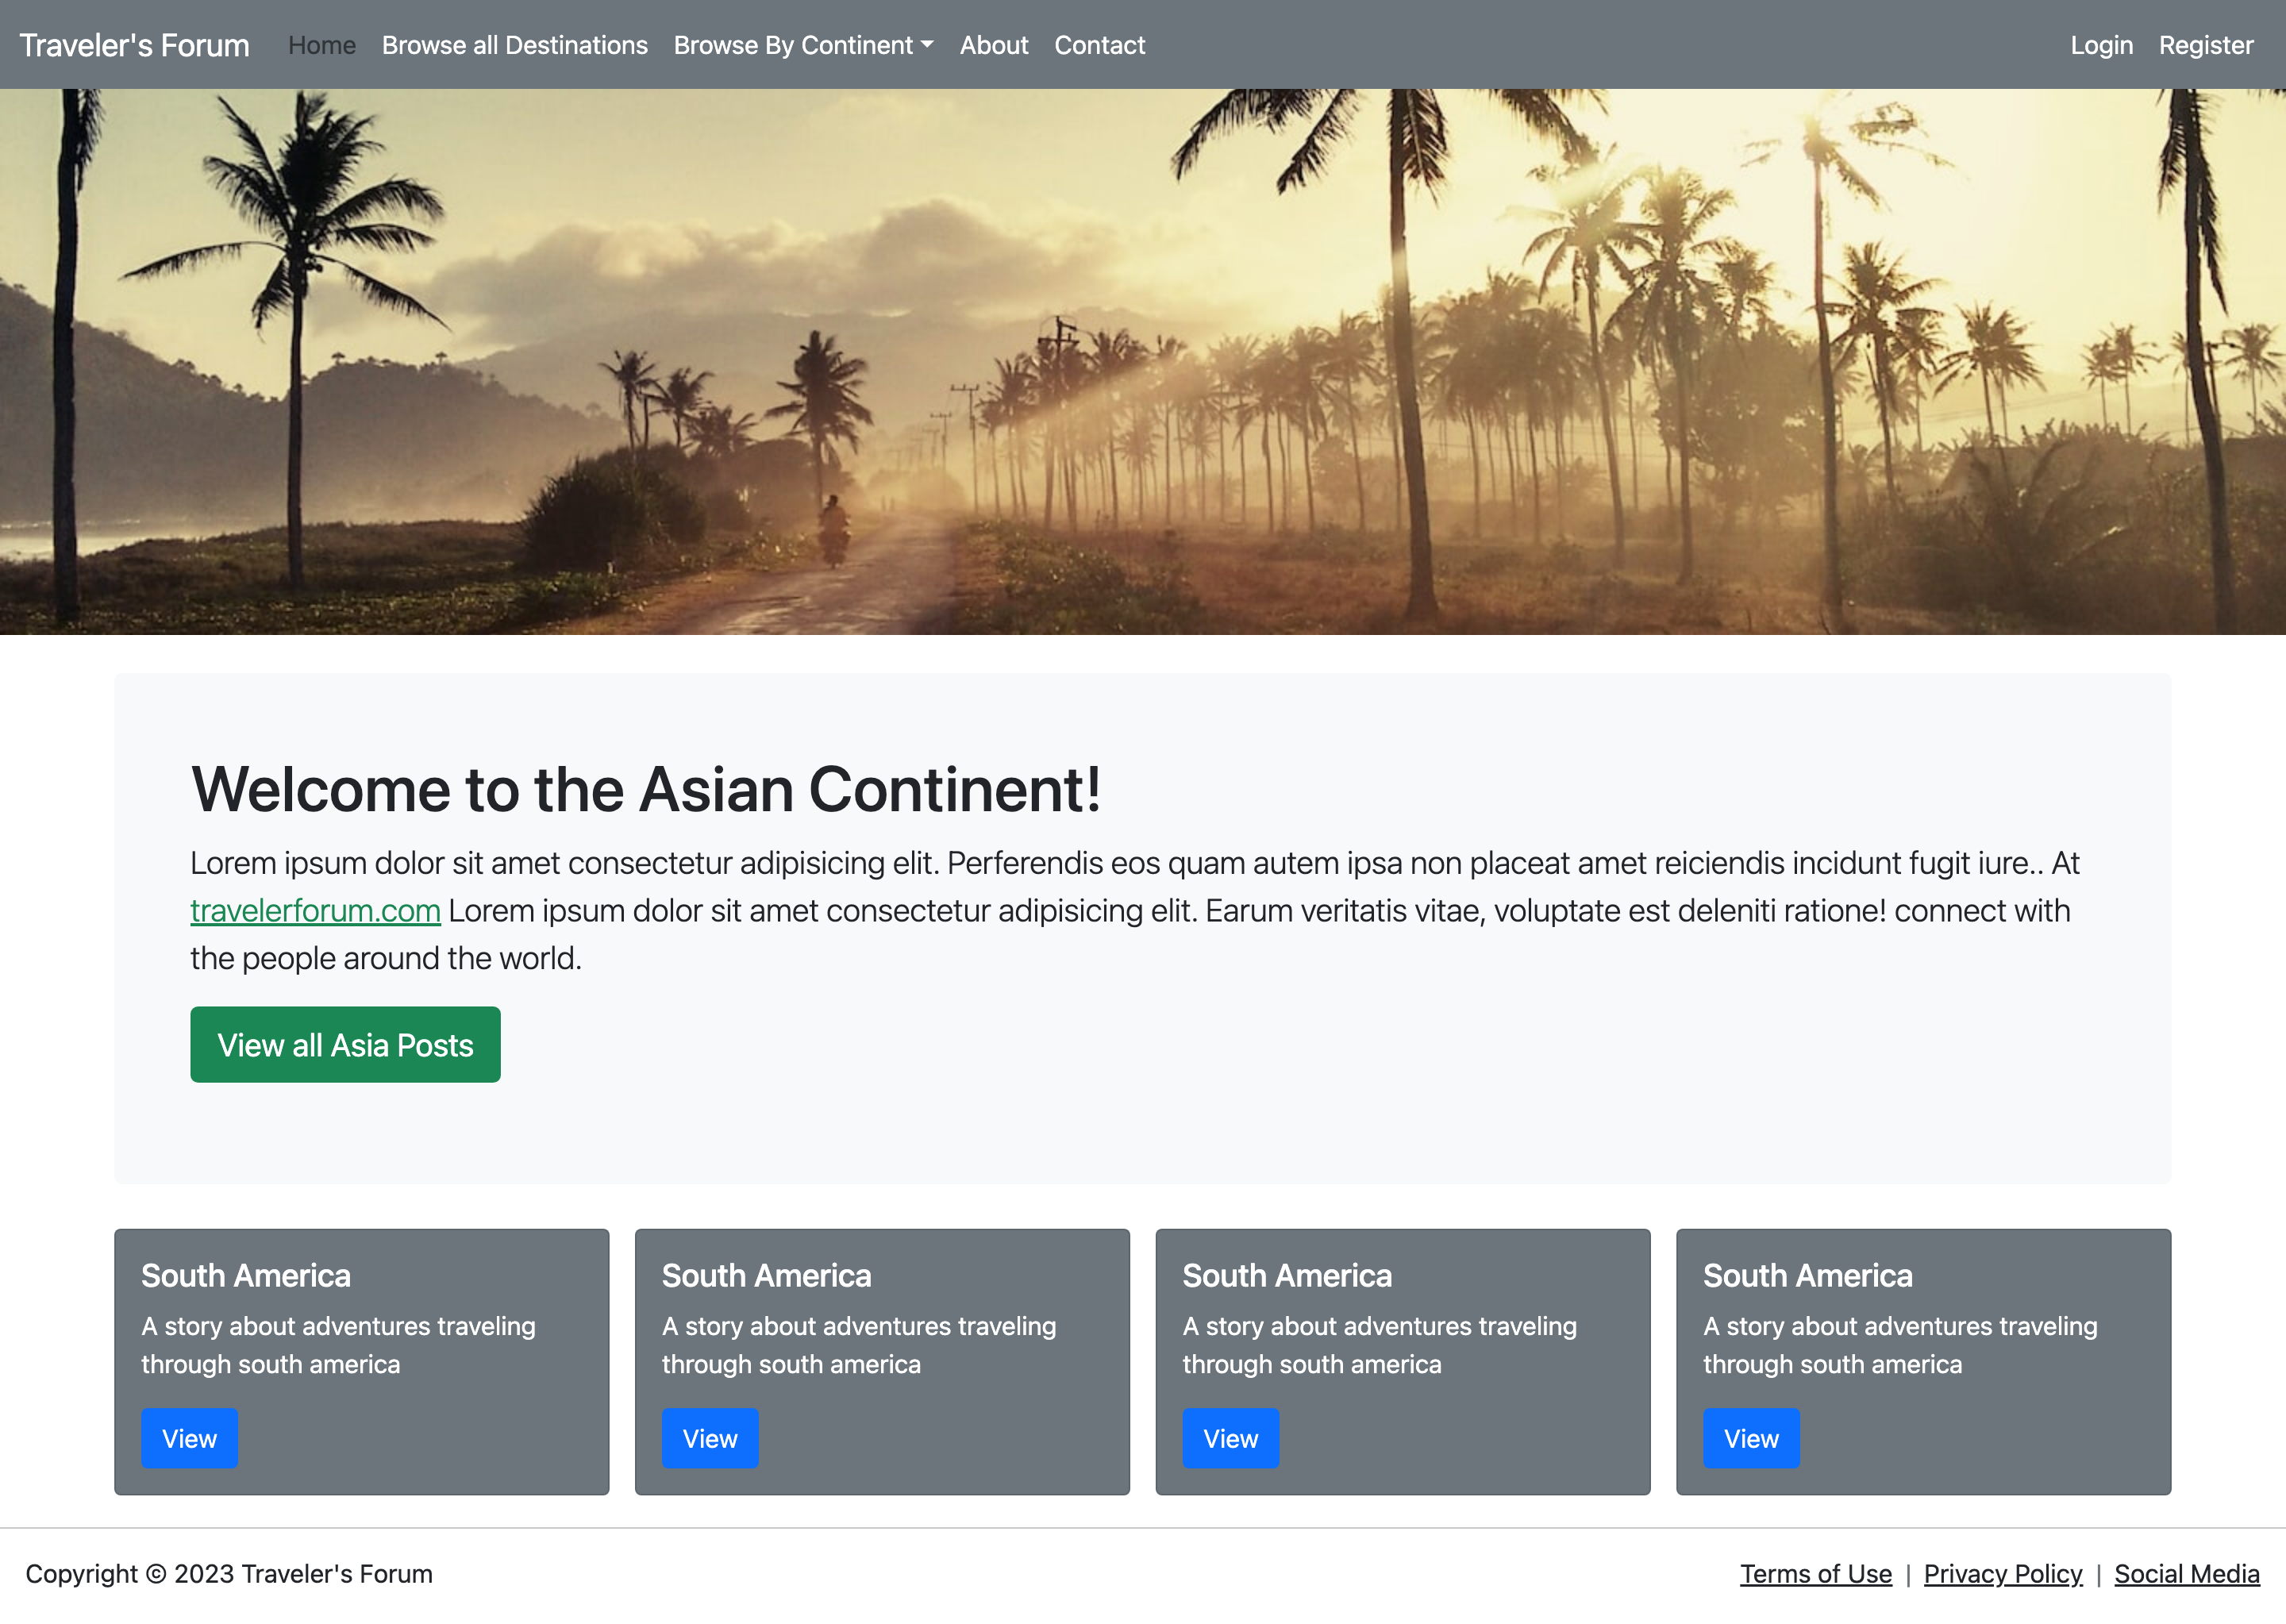 Traveler's Forum Home Browse all Destinations Browse By Continent About Contact Login Register
Welcome to the Asian Continent!
Lorem ipsum dolor sit amet consectetur adipisicing elit. Perferendis eos quam autem ipsa non placeat amet reiciendis incidunt fugit iure.. At
travelerforum.com Lorem ipsum dolor sit amet consectetur adipisicing elit. Earum veritatis vitae, voluptate est deleniti ratione! connect with
the people around the world.
View all Asia Posts
South America
A story about adventures traveling
through south america
View
South America
A story about adventures traveling
through south america
View
South America
A story about adventures traveling
through south america
View
South America
A story about adventures traveling
through south america
View
Copyright © 2023 Traveler's Forum
Terms of Use | Privacy Policy | Social Media